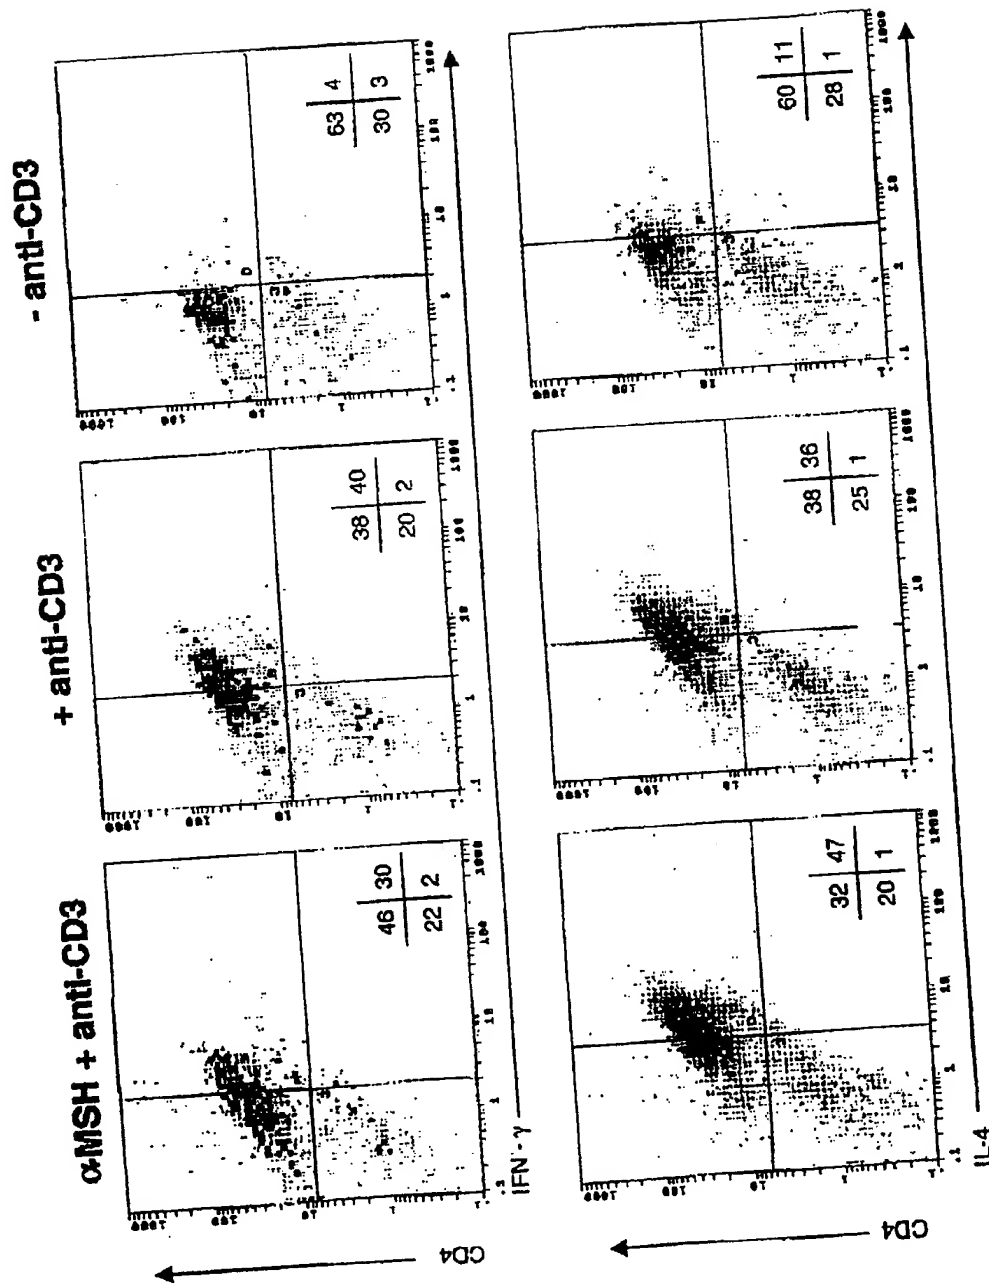 αMSH + anti-CD3
+ anti-CD3
- anti-CD3
46 30
22 2
38 40
20 2
63 4
30 3
CD4
IFN - γ
32 47
20 1
38 36
25 1
60 11
28 1
CD4
IL-4